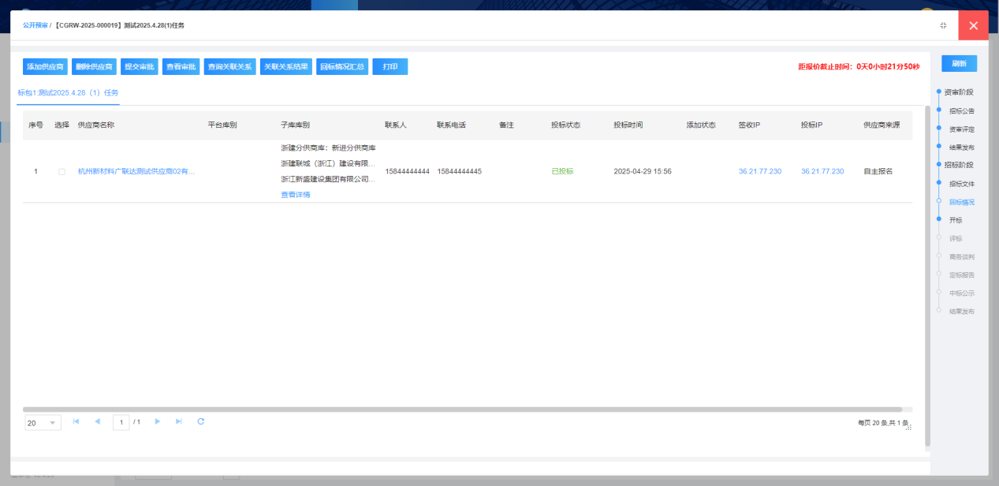 公开预审 / 【CGRW-2025-000019】测试2025.4.28(1)任务
添加供应商 删除供应商 提交审批 查看审批 查询关联关系 关联关系结果 回标情况汇总 打印 距报价截止时间：0天0小时21分50秒 刷新
标包1:测试2025.4.28（1）任务
序号 选择 供应商名称 平台库别 子库库别 联系人 联系电话 备注 投标状态 投标时间 添加状态 签收IP 投标IP 供应商来源
浙建分供商库：新进分供商库
浙建联城（浙江）建设有限...
1 杭州新材料广联达测试供应商02有... 15844444444 15844444445 已投标 2025-04-29 15:56 36.21.77.230 36.21.77.230 自主报名
浙江新盛建设集团有限公司...
查看详情
20 1 / 1 每页 20 条,共 1 条
资审阶段
招标公告
资审评定
结果发布
招标阶段
招标文件
回标情况
开标
评标
商务谈判
定标报告
中标公示
结果发布